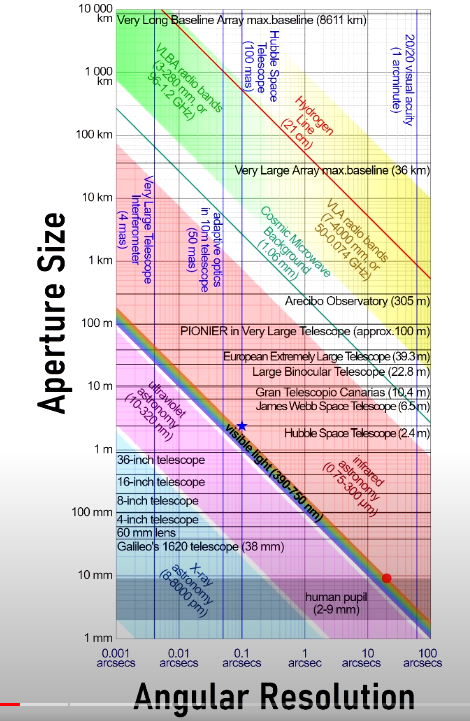 10 000
km
Very Long Baseline Array max.baseline (8611 km)
VLBA radio bands
(3-280 mm, or
96-1.2 GHz)
Hubble Space
Telescope
(100 mas)
20/20 visual acuity
(1 arcminute)
1 000
km
Hydrogen
Line
(21 cm)
100 km
Very Large Array max.baseline (36 km)
Very Large Telescope
Interferometer
(4 mas)
adaptive optics
in 10m telescope
(50 mas)
Cosmic Microwave
Background
(1.06 mm)
VLA radio bands
(7-4000 mm, or
50-0.074 GHz)
10 km
1 km
Arecibo Observatory (305 m)
100 m
PIONIER in Very Large Telescope (approx.100 m)
European Extremely Large Telescope (39.3 m)
Large Binocular Telescope (22.8 m)
10 m
Gran Telescopio Canarias (10.4 m)
James Webb Space Telescope (6.5 m)
ultraviolet
astronomy
(10-320 nm)
Hubble Space Telescope (2.4 m)
visible light (390-750 nm)
1 m
36-inch telescope
infrared
astronomy
(0.75-300 μm)
16-inch telescope
8-inch telescope
100 mm
4-inch telescope
60 mm lens
Galileo's 1620 telescope (38 mm)
X-ray
astronomy
(8-8000 pm)
10 mm
human pupil
(2-9 mm)
1 mm
0.001
arcsecs
0.01
arcsecs
0.1
arcsecs
1
arcsec
10
arcsecs
100
arcsecs
Aperture Size
Angular Resolution